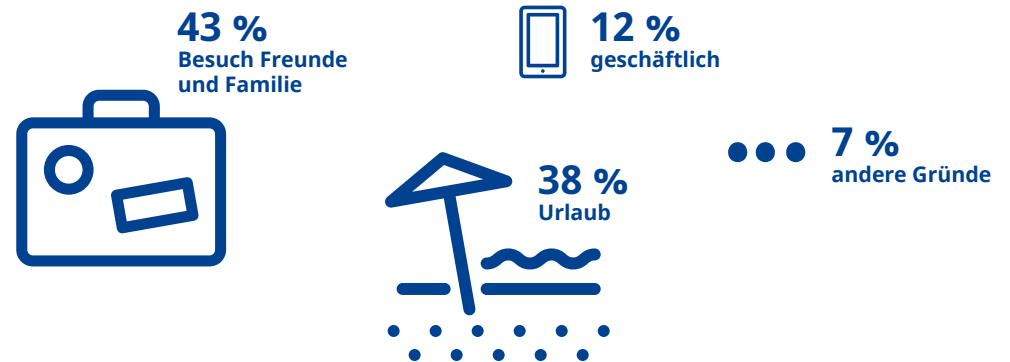 43 %
Besuch Freunde
und Familie
12 %
geschäftlich
7 %
andere Gründe
38 %
Urlaub